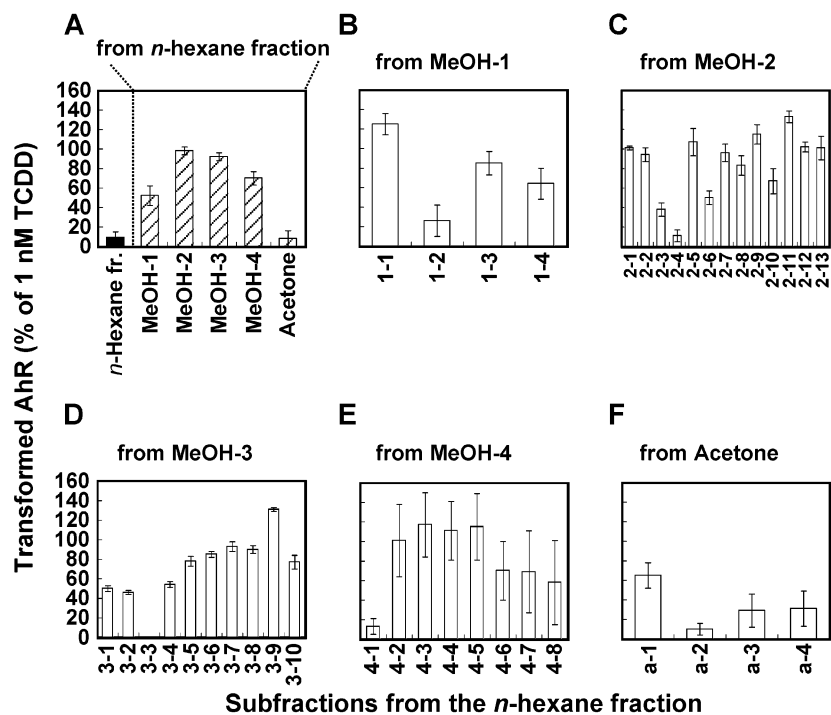 A
from n-hexane fraction
160
140
120
100
80
60
40
20
0
n-Hexane fr.
MeOH-1
MeOH-2
MeOH-3
MeOH-4
Acetone
B
from MeOH-1
1-1
1-2
1-3
1-4
C
from MeOH-2
2-1
2-2
2-3
2-4
2-5
2-6
2-7
2-8
2-9
2-10
2-11
2-12
2-13
Transformed AhR (% of 1 nM TCDD)
D
from MeOH-3
160
140
120
100
80
60
40
20
0
3-1
3-2
3-3
3-4
3-5
3-6
3-7
3-8
3-9
3-10
E
from MeOH-4
4-1
4-2
4-3
4-4
4-5
4-6
4-7
4-8
F
from Acetone
a-1
a-2
a-3
a-4
Subfractions from the n-hexane fraction